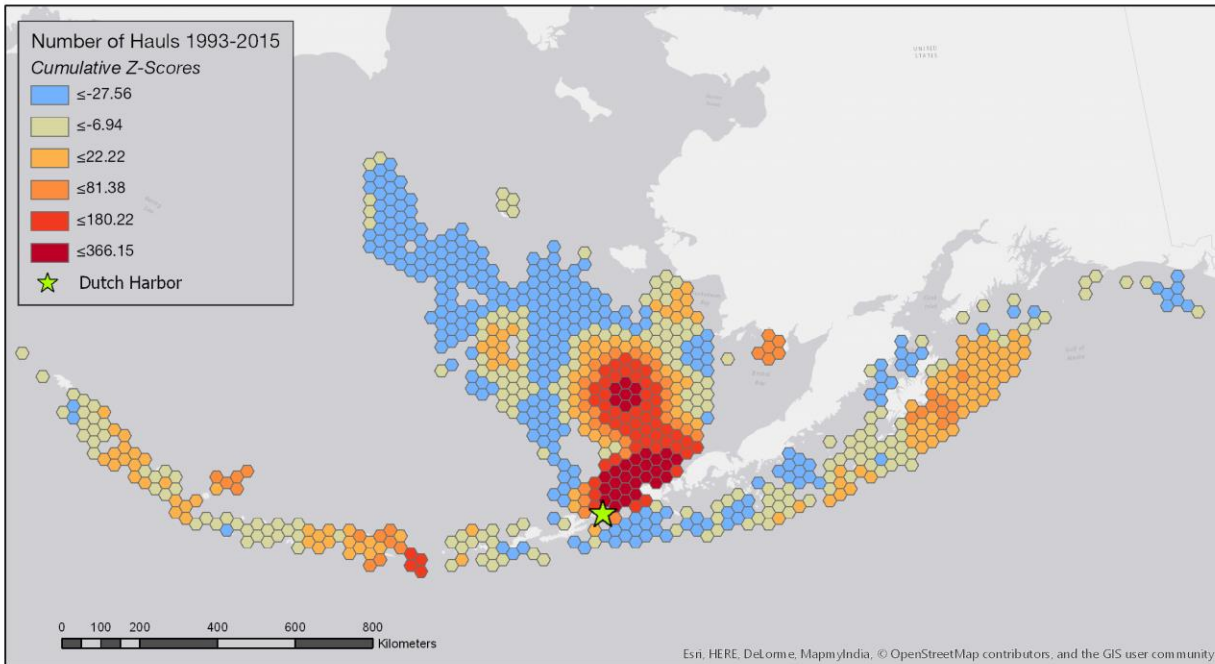 Number of Hauls 1993-2015
Cumulative Z-Scores
≤-27.56
≤-6.94
≤22.22
≤81.38
≤180.22
≤366.15
Dutch Harbor
UNITED
STATES
0 100 200 400 600 800
Kilometers
Esri, HERE, DeLorme, MapmyIndia, © OpenStreetMap contributors, and the GIS user community